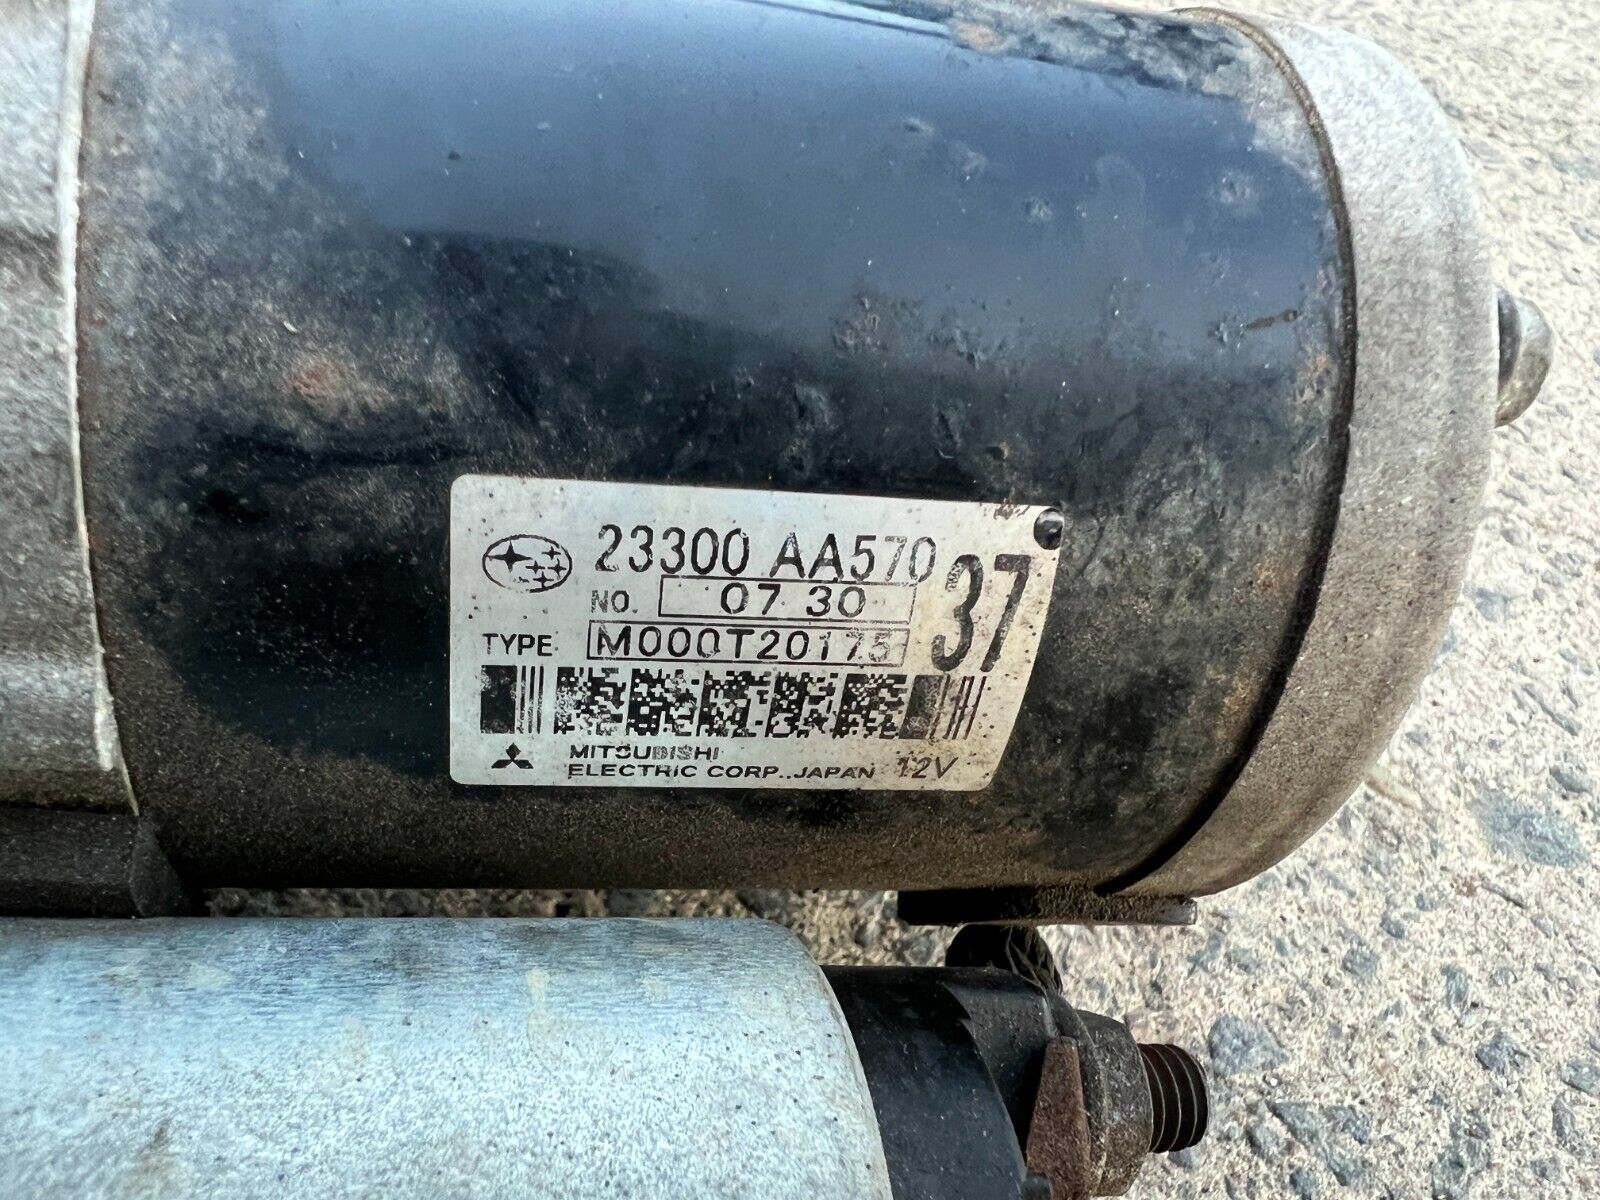 23300 AA570
NO. 07 30
37
TYPE M000T20175
MITSUBISHI
ELECTRIC CORP., JAPAN 12V